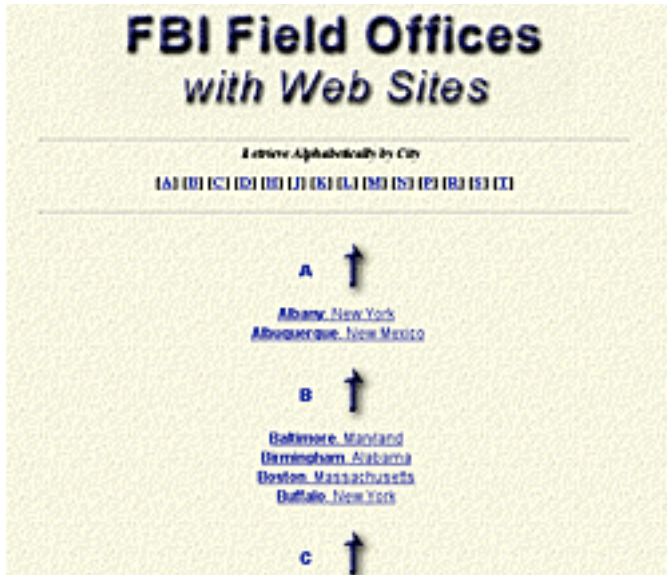 FBI Field Offices
with Web Sites
Retrieve Alphabetically by City
[A] [B] [C] [D] [H] [J] [K] [L] [M] [N] [P] [R] [S] [T]
A
Albany, New York
Albuquerque, New Mexico
B
Baltimore, Maryland
Birmingham, Alabama
Boston, Massachusetts
Buffalo, New York
C